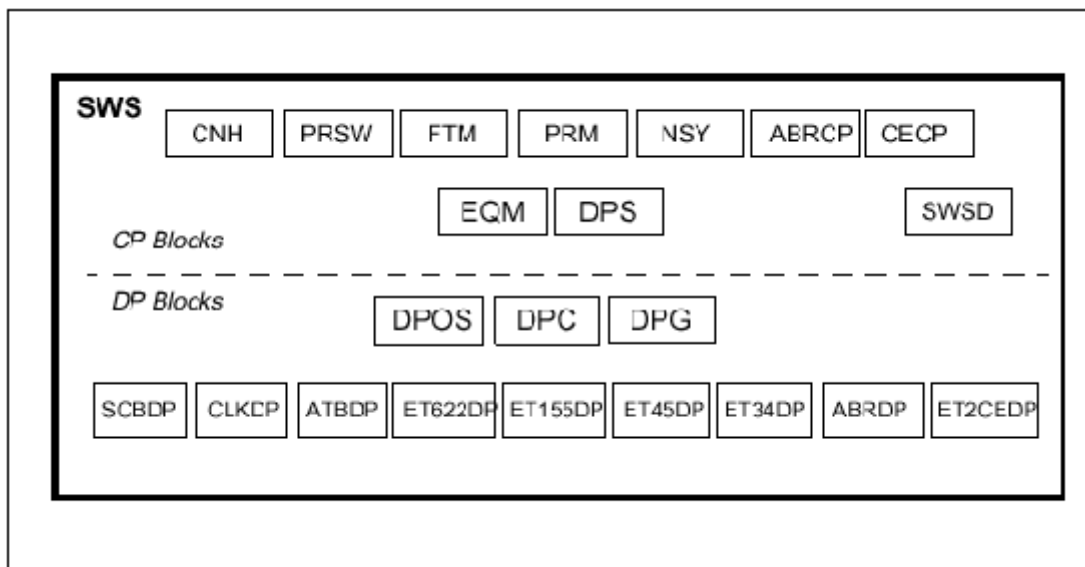 SWS
CNH PRSW FTM PRM NSY ABRCP CECP
EQM DPS SWSD
CP Blocks
DP Blocks
DPOS DPC DPG
SCBDP CLKDP ATBDP ET622DP ET155DP ET45DP ET34DP ABRDP ET2CEDP